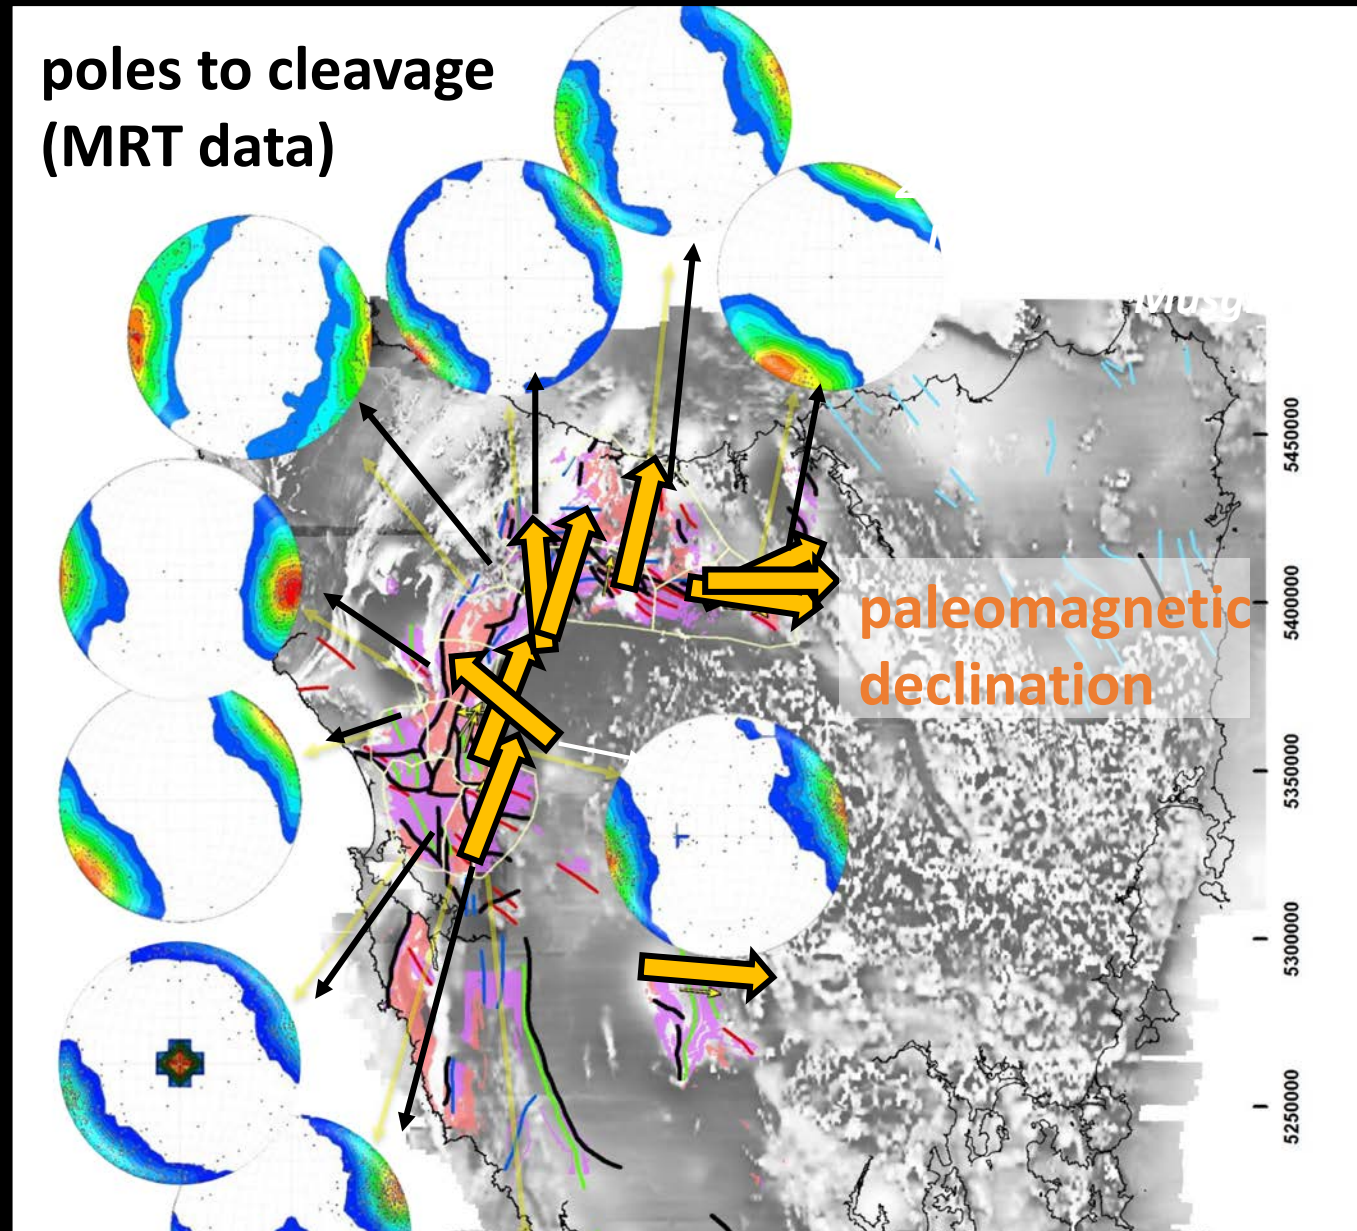 poles to cleavage
(MRT data)
paleomagnetic
declination
5450000
5400000
5350000
5300000
5250000